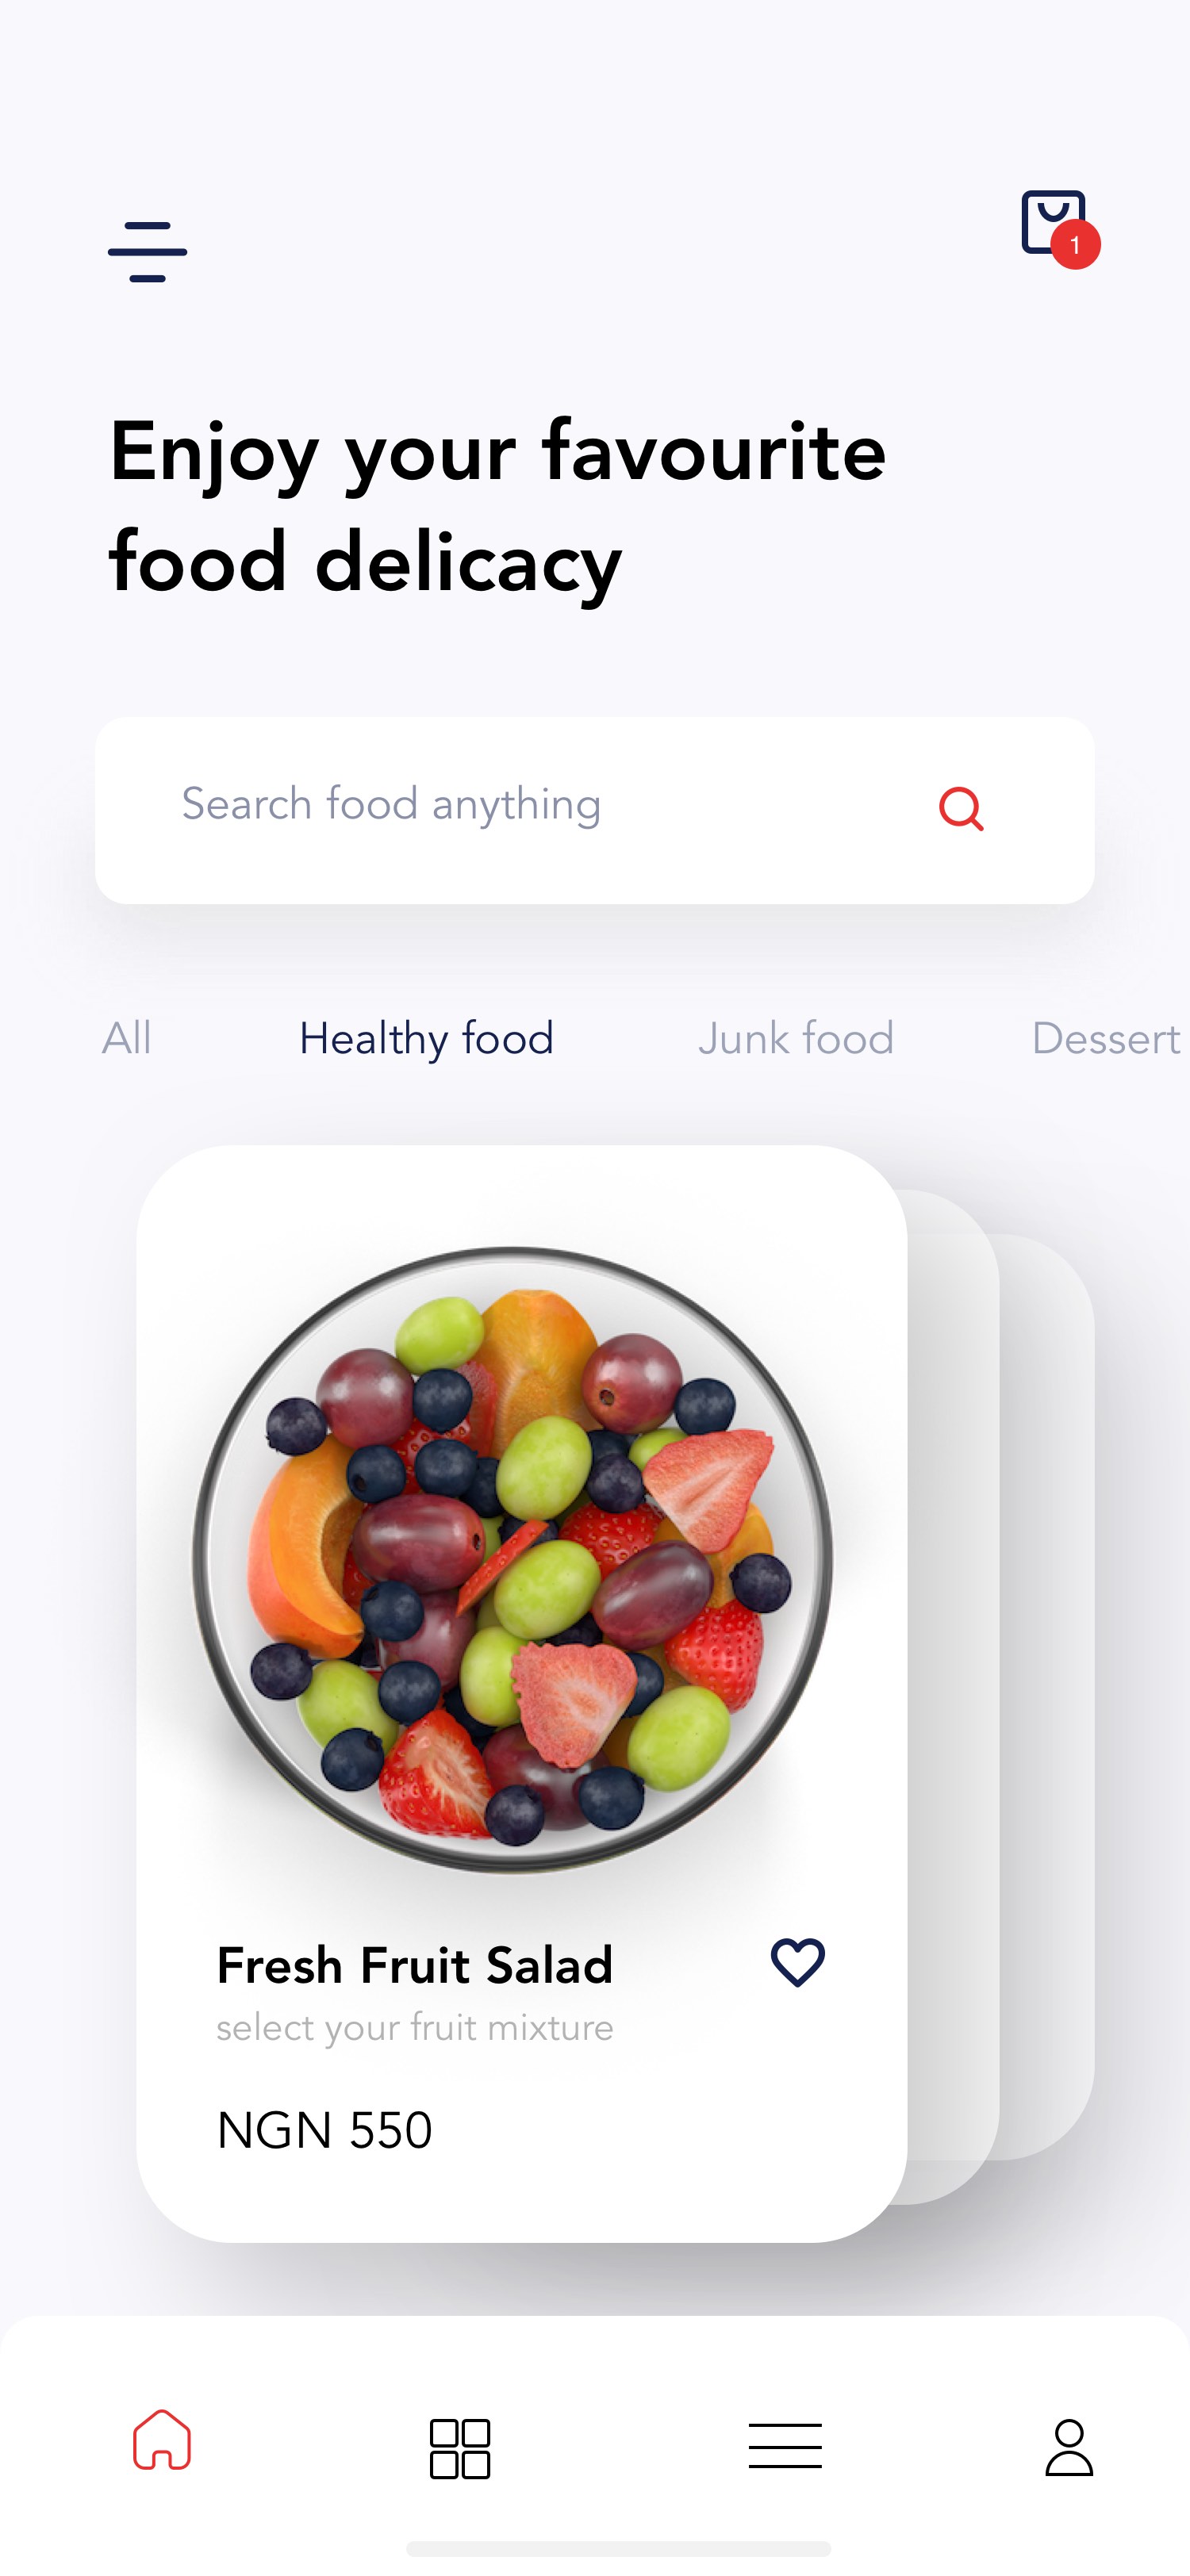 1
Enjoy your favourite
food delicacy
Search food anything
All Healthy food Junk food Dessert
Fresh Fruit Salad
select your fruit mixture
NGN 550